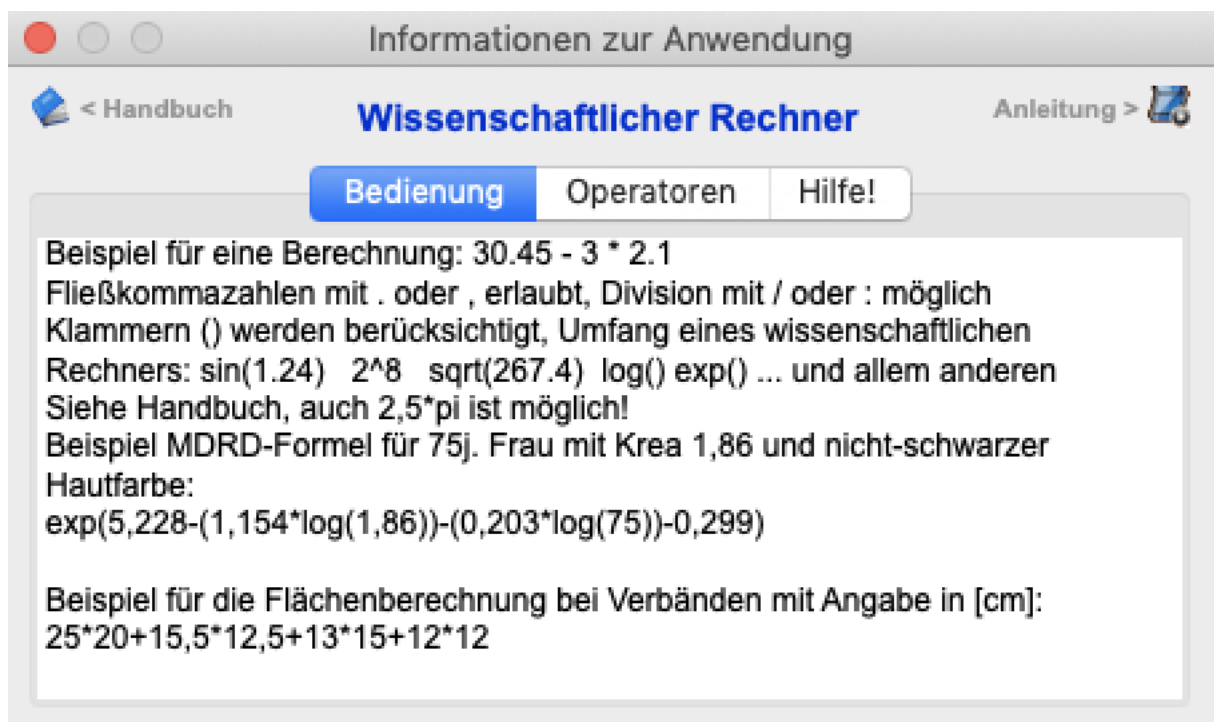 Informationen zur Anwendung
< Handbuch
Wissenschaftlicher Rechner
Anleitung >
Bedienung Operatoren Hilfe!
Beispiel für eine Berechnung: 30.45 - 3 * 2.1
Fließkommazahlen mit . oder , erlaubt, Division mit / oder : möglich
Klammern () werden berücksichtigt, Umfang eines wissenschaftlichen
Rechners: sin(1.24)   2^8   sqrt(267.4)  log() exp() ... und allem anderen
Siehe Handbuch, auch 2,5*pi ist möglich!
Beispiel MDRD-Formel für 75j. Frau mit Krea 1,86 und nicht-schwarzer
Hautfarbe:
exp(5,228-(1,154*log(1,86))-(0,203*log(75))-0,299)
Beispiel für die Flächenberechnung bei Verbänden mit Angabe in [cm]:
25*20+15,5*12,5+13*15+12*12